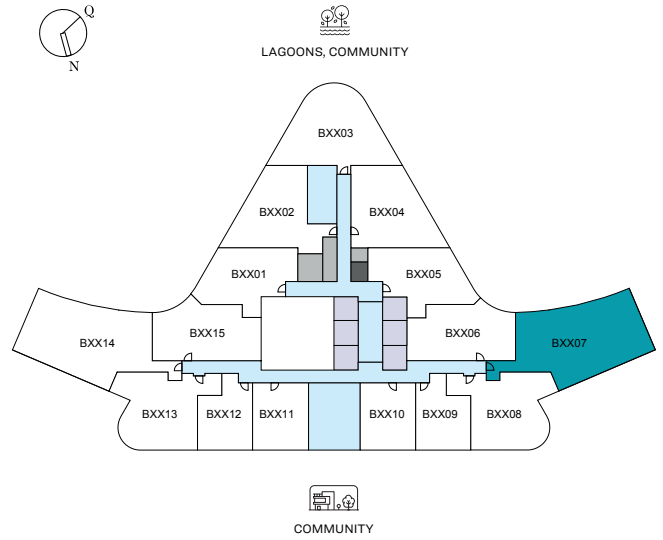 Q
N
LAGOONS, COMMUNITY
BXX03
BXX02
BXX04
BXX01
BXX05
BXX14
BXX15
BXX06
BXX07
BXX13
BXX12
BXX11
BXX10
BXX09
BXX08
COMMUNITY